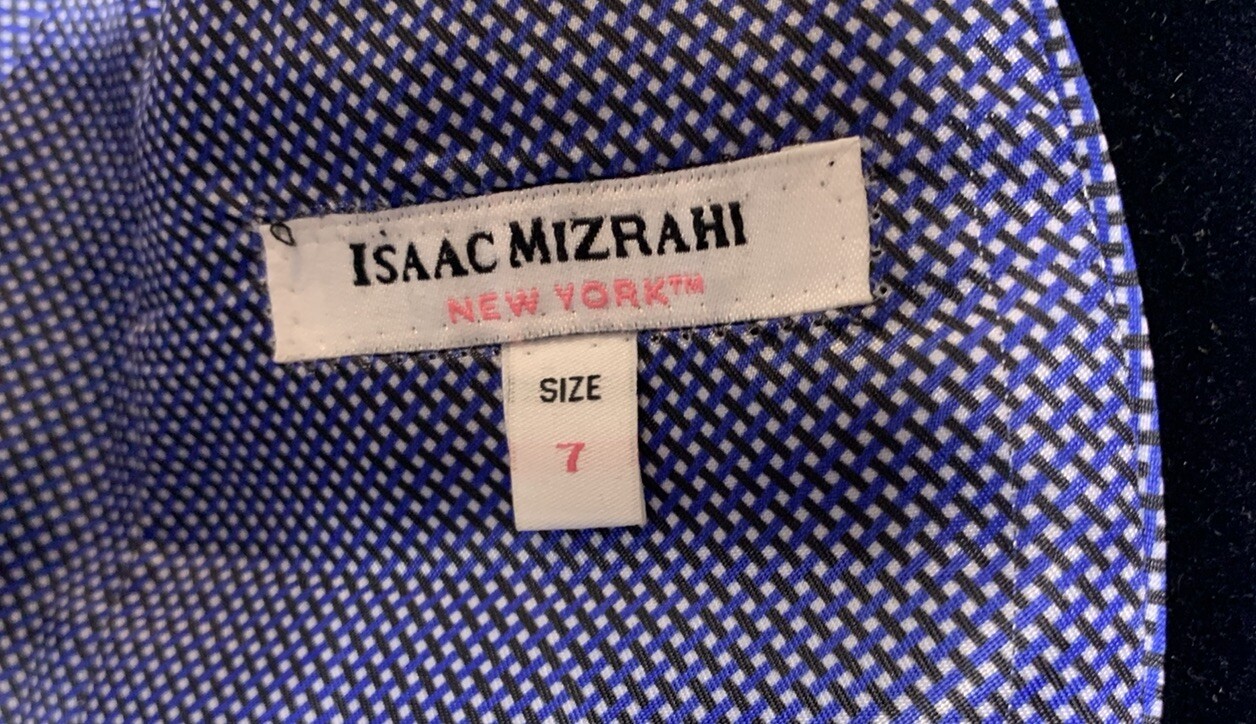 ISAAC MIZRAHI
NEW YORK™
SIZE
7